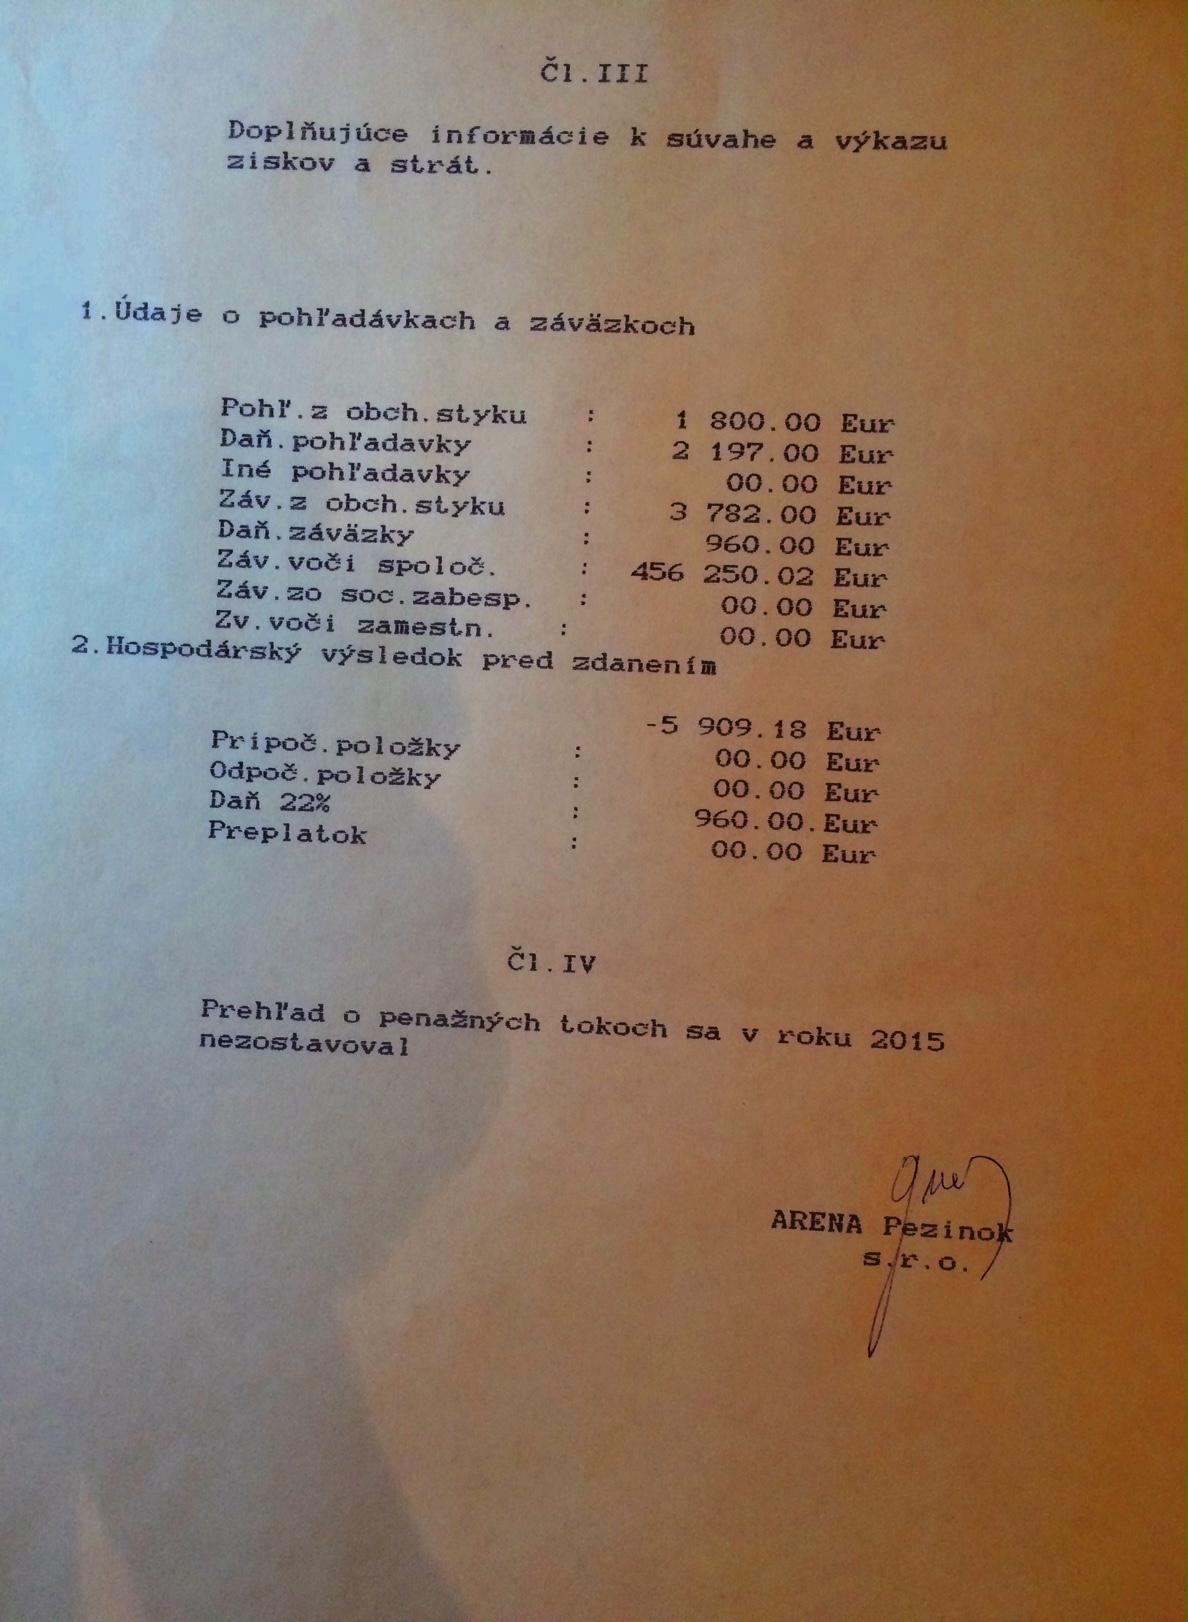 Čl.III
Doplňujúce informácie k súvahe a výkazu
ziskov a strát.
1.Údaje o pohľadávkach a záväzkoch
Pohľ.z obch.styku : 1 800.00 Eur
Daň.pohľadavky : 2 197.00 Eur
Iné pohľadavky : 00.00 Eur
Záv.z obch.styku : 3 782.00 Eur
Daň.záväzky : 960.00 Eur
Záv.voči spoloč. : 456 250.02 Eur
Záv.zo soc.zabesp. : 00.00 Eur
Zv.voči zamestn. : 00.00 Eur
2.Hospodárský výsledok pred zdanením
-5 909.18 Eur
Pripoč.položky : 00.00 Eur
Odpoč.položky : 00.00 Eur
Daň 22% : 960.00.Eur
Preplatok : 00.00 Eur
Čl.IV
Prehľad o penažných tokoch sa v roku 2015
nezostavoval
ARENA Pezinok
s.r.o.